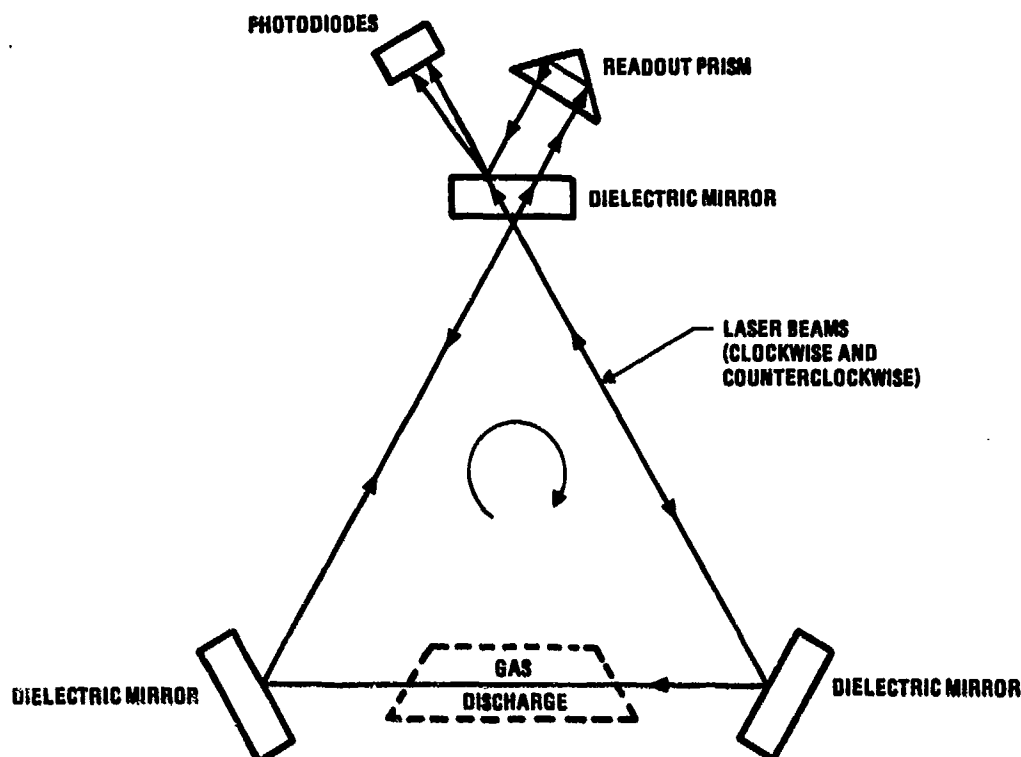 PHOTODIODES
READOUT PRISM
DIELECTRIC MIRROR
LASER BEAMS
(CLOCKWISE AND
COUNTERCLOCKWISE)
GAS
DISCHARGE
DIELECTRIC MIRROR
DIELECTRIC MIRROR